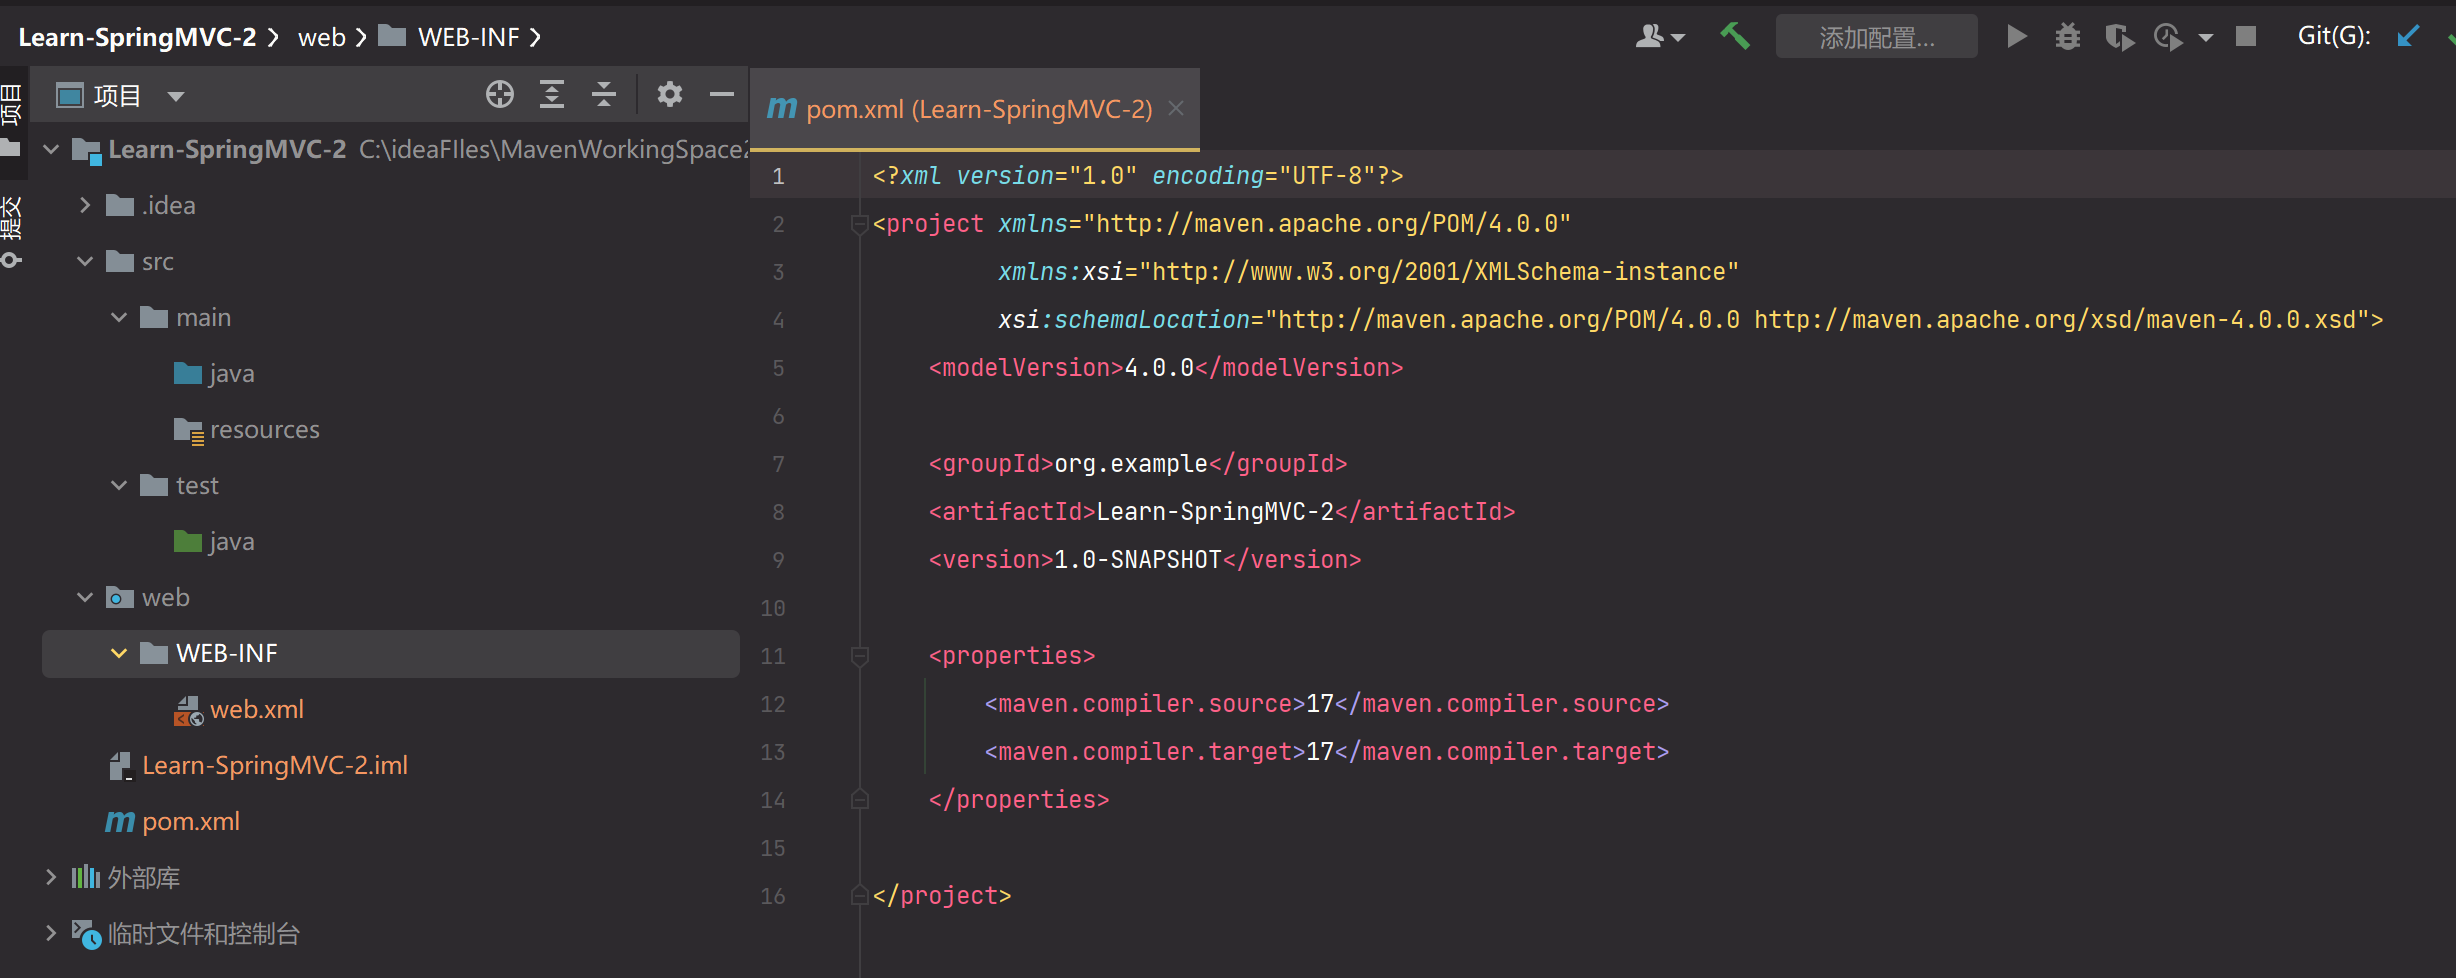 Learn-SpringMVC-2 web WEB-INF
添加配置...
Git(G):
项目
提交
项目
Learn-SpringMVC-2 C:\ideaFIles\MavenWorkingSpace2
.idea
src
main
java
resources
test
java
web
WEB-INF
web.xml
Learn-SpringMVC-2.iml
pom.xml
外部库
临时文件和控制台
pom.xml (Learn-SpringMVC-2)
1 <?xml version="1.0" encoding="UTF-8"?>
2 <project xmlns="http://maven.apache.org/POM/4.0.0"
3 xmlns:xsi="http://www.w3.org/2001/XMLSchema-instance"
4 xsi:schemaLocation="http://maven.apache.org/POM/4.0.0 http://maven.apache.org/xsd/maven-4.0.0.xsd">
5 <modelVersion>4.0.0</modelVersion>
6
7 <groupId>org.example</groupId>
8 <artifactId>Learn-SpringMVC-2</artifactId>
9 <version>1.0-SNAPSHOT</version>
10
11 <properties>
12 <maven.compiler.source>17</maven.compiler.source>
13 <maven.compiler.target>17</maven.compiler.target>
14 </properties>
15
16 </project>